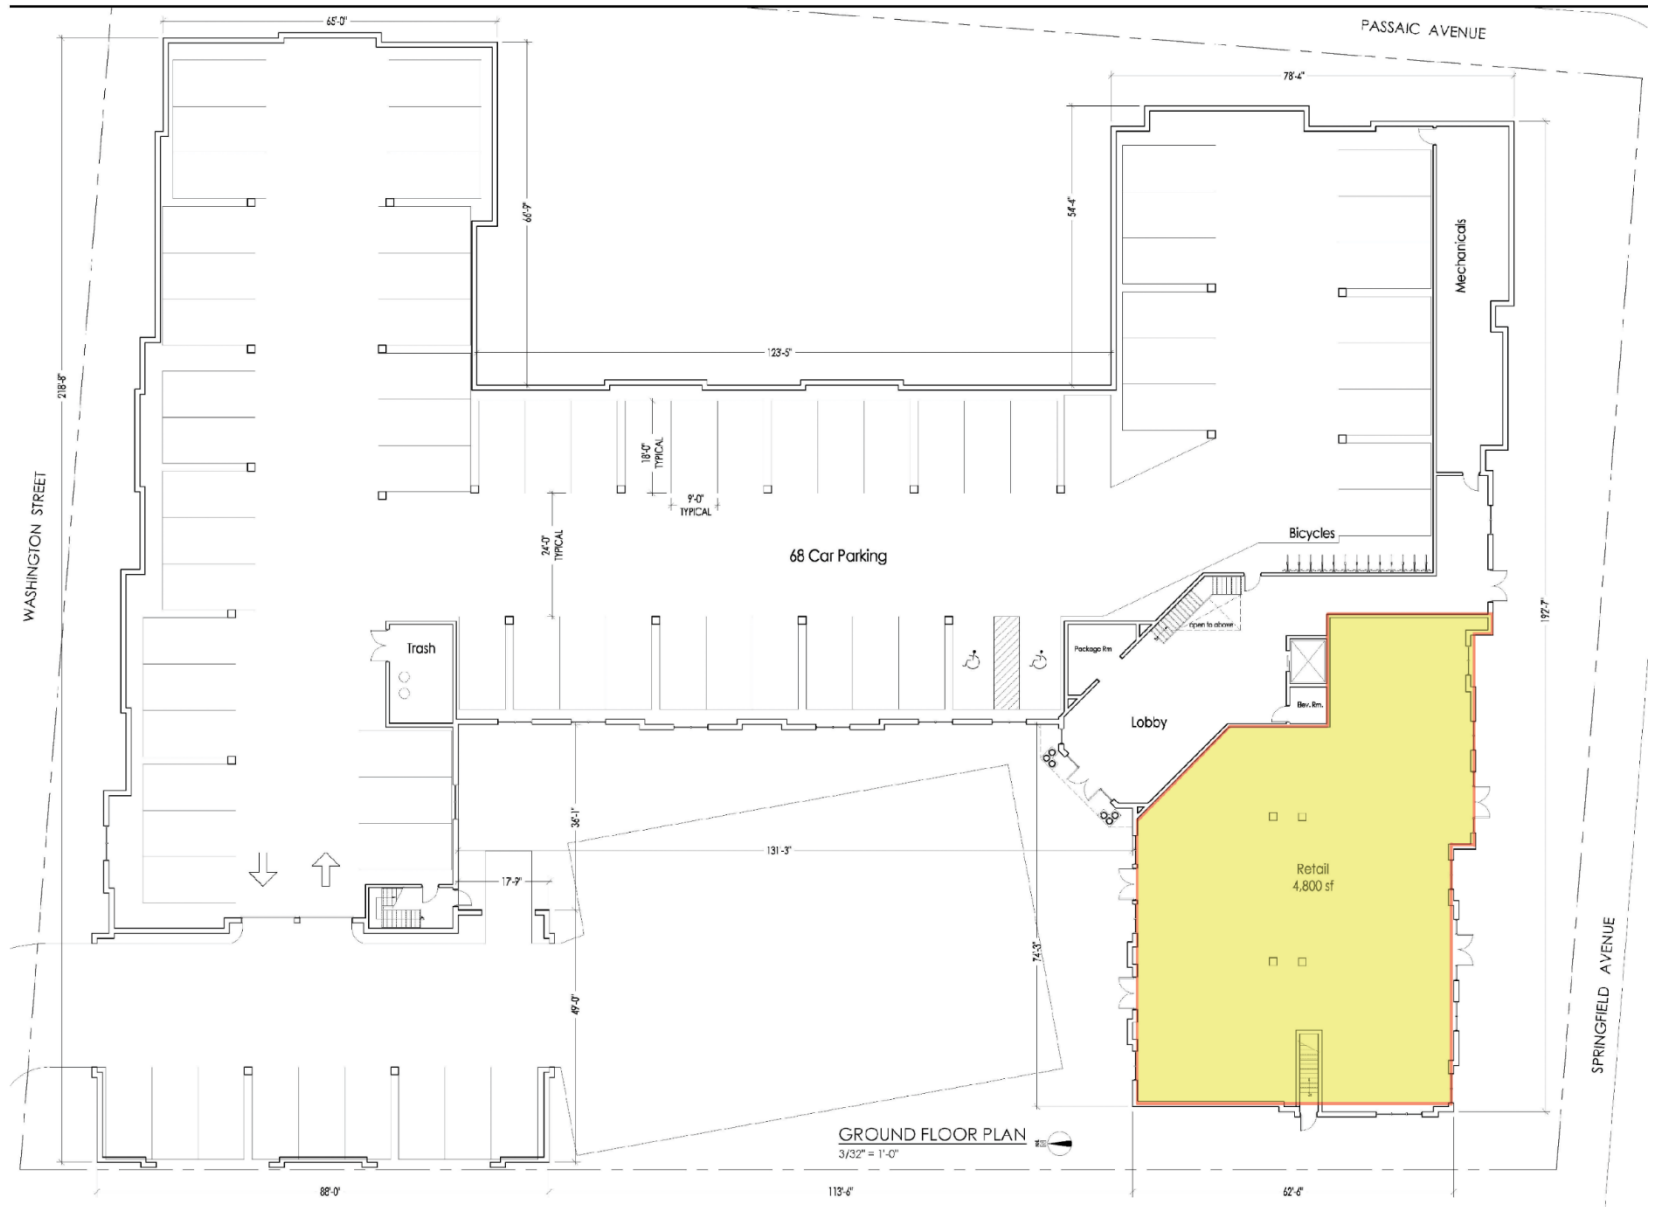 65'-0"
PASSAIC AVENUE
78'-4"
66'-9"
54'-4"
Mechanicals
123'-5"
218'-8"
18'-0"
TYPICAL
9'-0"
TYPICAL
24'-0"
TYPICAL
WASHINGTON STREET
68 Car Parking
Bicycles
192'-7"
open to above
Trash
Package Rm
Elev. Rm.
Lobby
36'-1"
131'-3"
17'-9"
Retail
4,800 sf
74'-3"
49'-0"
SPRINGFIELD AVENUE
GROUND FLOOR PLAN
3/32" = 1'-0"
88'-0"
113'-6"
62'-6"